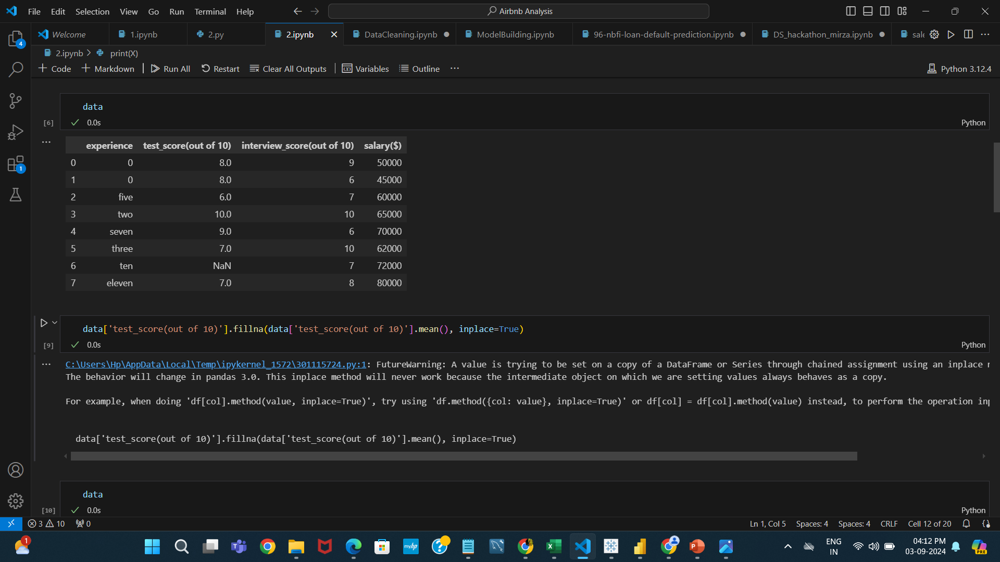 File Edit Selection View Go Run Terminal Help Airbnb Analysis
4 Welcome 1.ipynb 2.py 2.ipynb DataCleaning.ipynb ModelBuilding.ipynb 96-nbfi-loan-default-prediction.ipynb DS_hackathon_mirza.ipynb sale
2.ipynb > print(X)
+ Code + Markdown | Run All Restart Clear All Outputs | Variables Outline ... Python 3.12.4
data
[6] 0.0s Python
experience test_score(out of 10) interview_score(out of 10) salary($)
0 0 8.0 9 50000
1 0 8.0 6 45000
2 five 6.0 7 60000
3 two 10.0 10 65000
4 seven 9.0 6 70000
5 three 7.0 10 62000
6 ten NaN 7 72000
7 eleven 7.0 8 80000
1
data['test_score(out of 10)'].fillna(data['test_score(out of 10)'].mean(), inplace=True)
[9] 0.0s Python
C:\Users\Hp\AppData\Local\Temp\ipykernel_1572\301115724.py:1: FutureWarning: A value is trying to be set on a copy of a DataFrame or Series through chained assignment using an inplace
The behavior will change in pandas 3.0. This inplace method will never work because the intermediate object on which we are setting values always behaves as a copy.
For example, when doing 'df[col].method(value, inplace=True)', try using 'df.method({col: value}, inplace=True)' or df[col] = df[col].method(value) instead, to perform the operation
data['test_score(out of 10)'].fillna(data['test_score(out of 10)'].mean(), inplace=True)
data
[10] 0.0s Python
3 10 0 Ln 1, Col 5 Spaces: 4 Spaces: 4 CRLF Cell 12 of 20
1 myhp ENG 04:12 PM
IN 03-09-2024 PRE